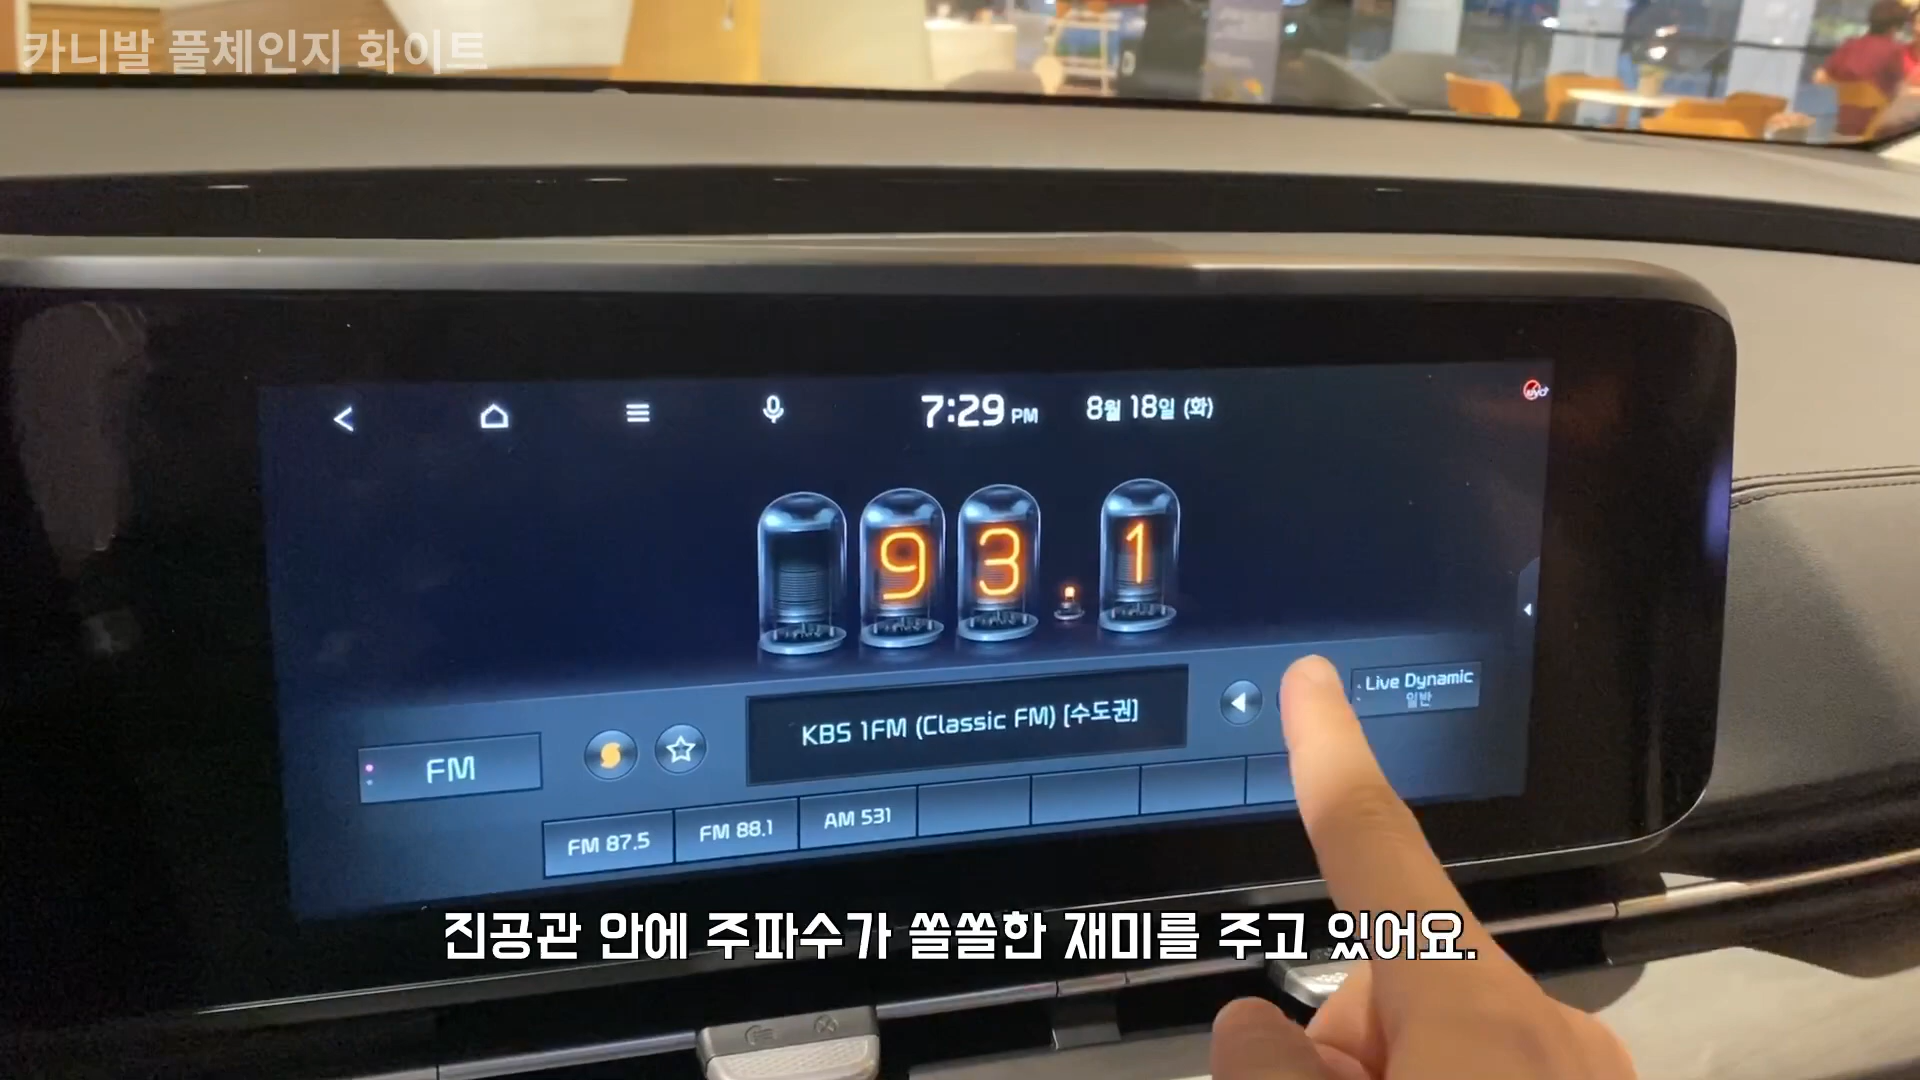 카니발 풀체인지 화이트
7:29 PM 8월 18일 (화)
93.1
KBS 1FM (Classic FM) [수도권]
Live Dynamic
일반
FM
FM 87.5 FM 88.1 AM 531
진공관 안에 주파수가 쏠쏠한 재미를 주고 있어요.